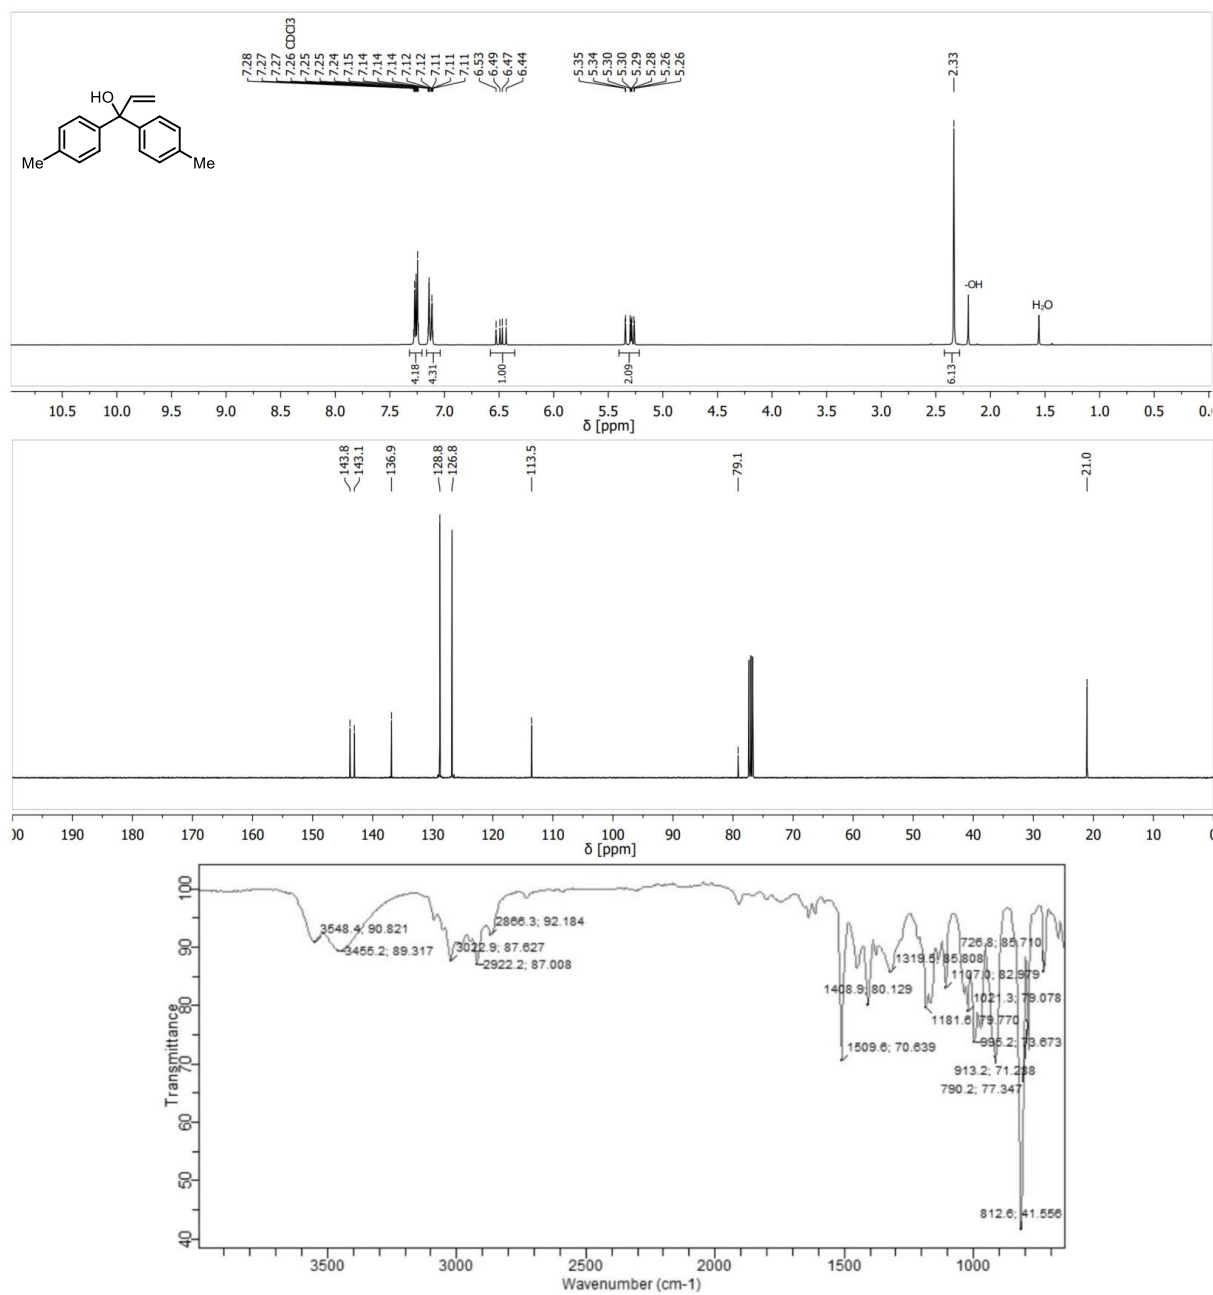 7.28 7.27 7.27 7.26 CDCl3 7.25 7.25 7.24 7.15 7.14 7.14 7.14 7.12 7.12 7.11 7.11 7.11 6.53 6.49 6.47 6.44 5.35 5.34 5.30 5.30 5.29 5.28 5.26 5.26 2.33
HO
Me Me
-OH
H₂O
4.18 4.31 1.00 2.09 6.13
10.5 10.0 9.5 9.0 8.5 8.0 7.5 7.0 6.5 6.0 5.5 5.0 4.5 4.0 3.5 3.0 2.5 2.0 1.5 1.0 0.5 0.
δ [ppm]
143.8 143.1 136.9 128.8 126.8 113.5 79.1 21.0
00 190 180 170 160 150 140 130 120 110 100 90 80 70 60 50 40 30 20 10 0
δ [ppm]
100
90
80
70
60
50
40
Transmittance
3548.4; 90.821
3455.2; 89.317
3022.9; 87.627
2922.2; 87.008
2866.3; 92.184
1509.6; 70.639
1408.9; 80.129
1319.5; 85.808
1181.6; 79.770
1107.0; 82.979
1021.3; 79.078
995.2; 73.673
913.2; 71.238
790.2; 77.347
726.8; 85.710
812.6; 41.556
3500 3000 2500 2000 1500 1000
Wavenumber (cm-1)